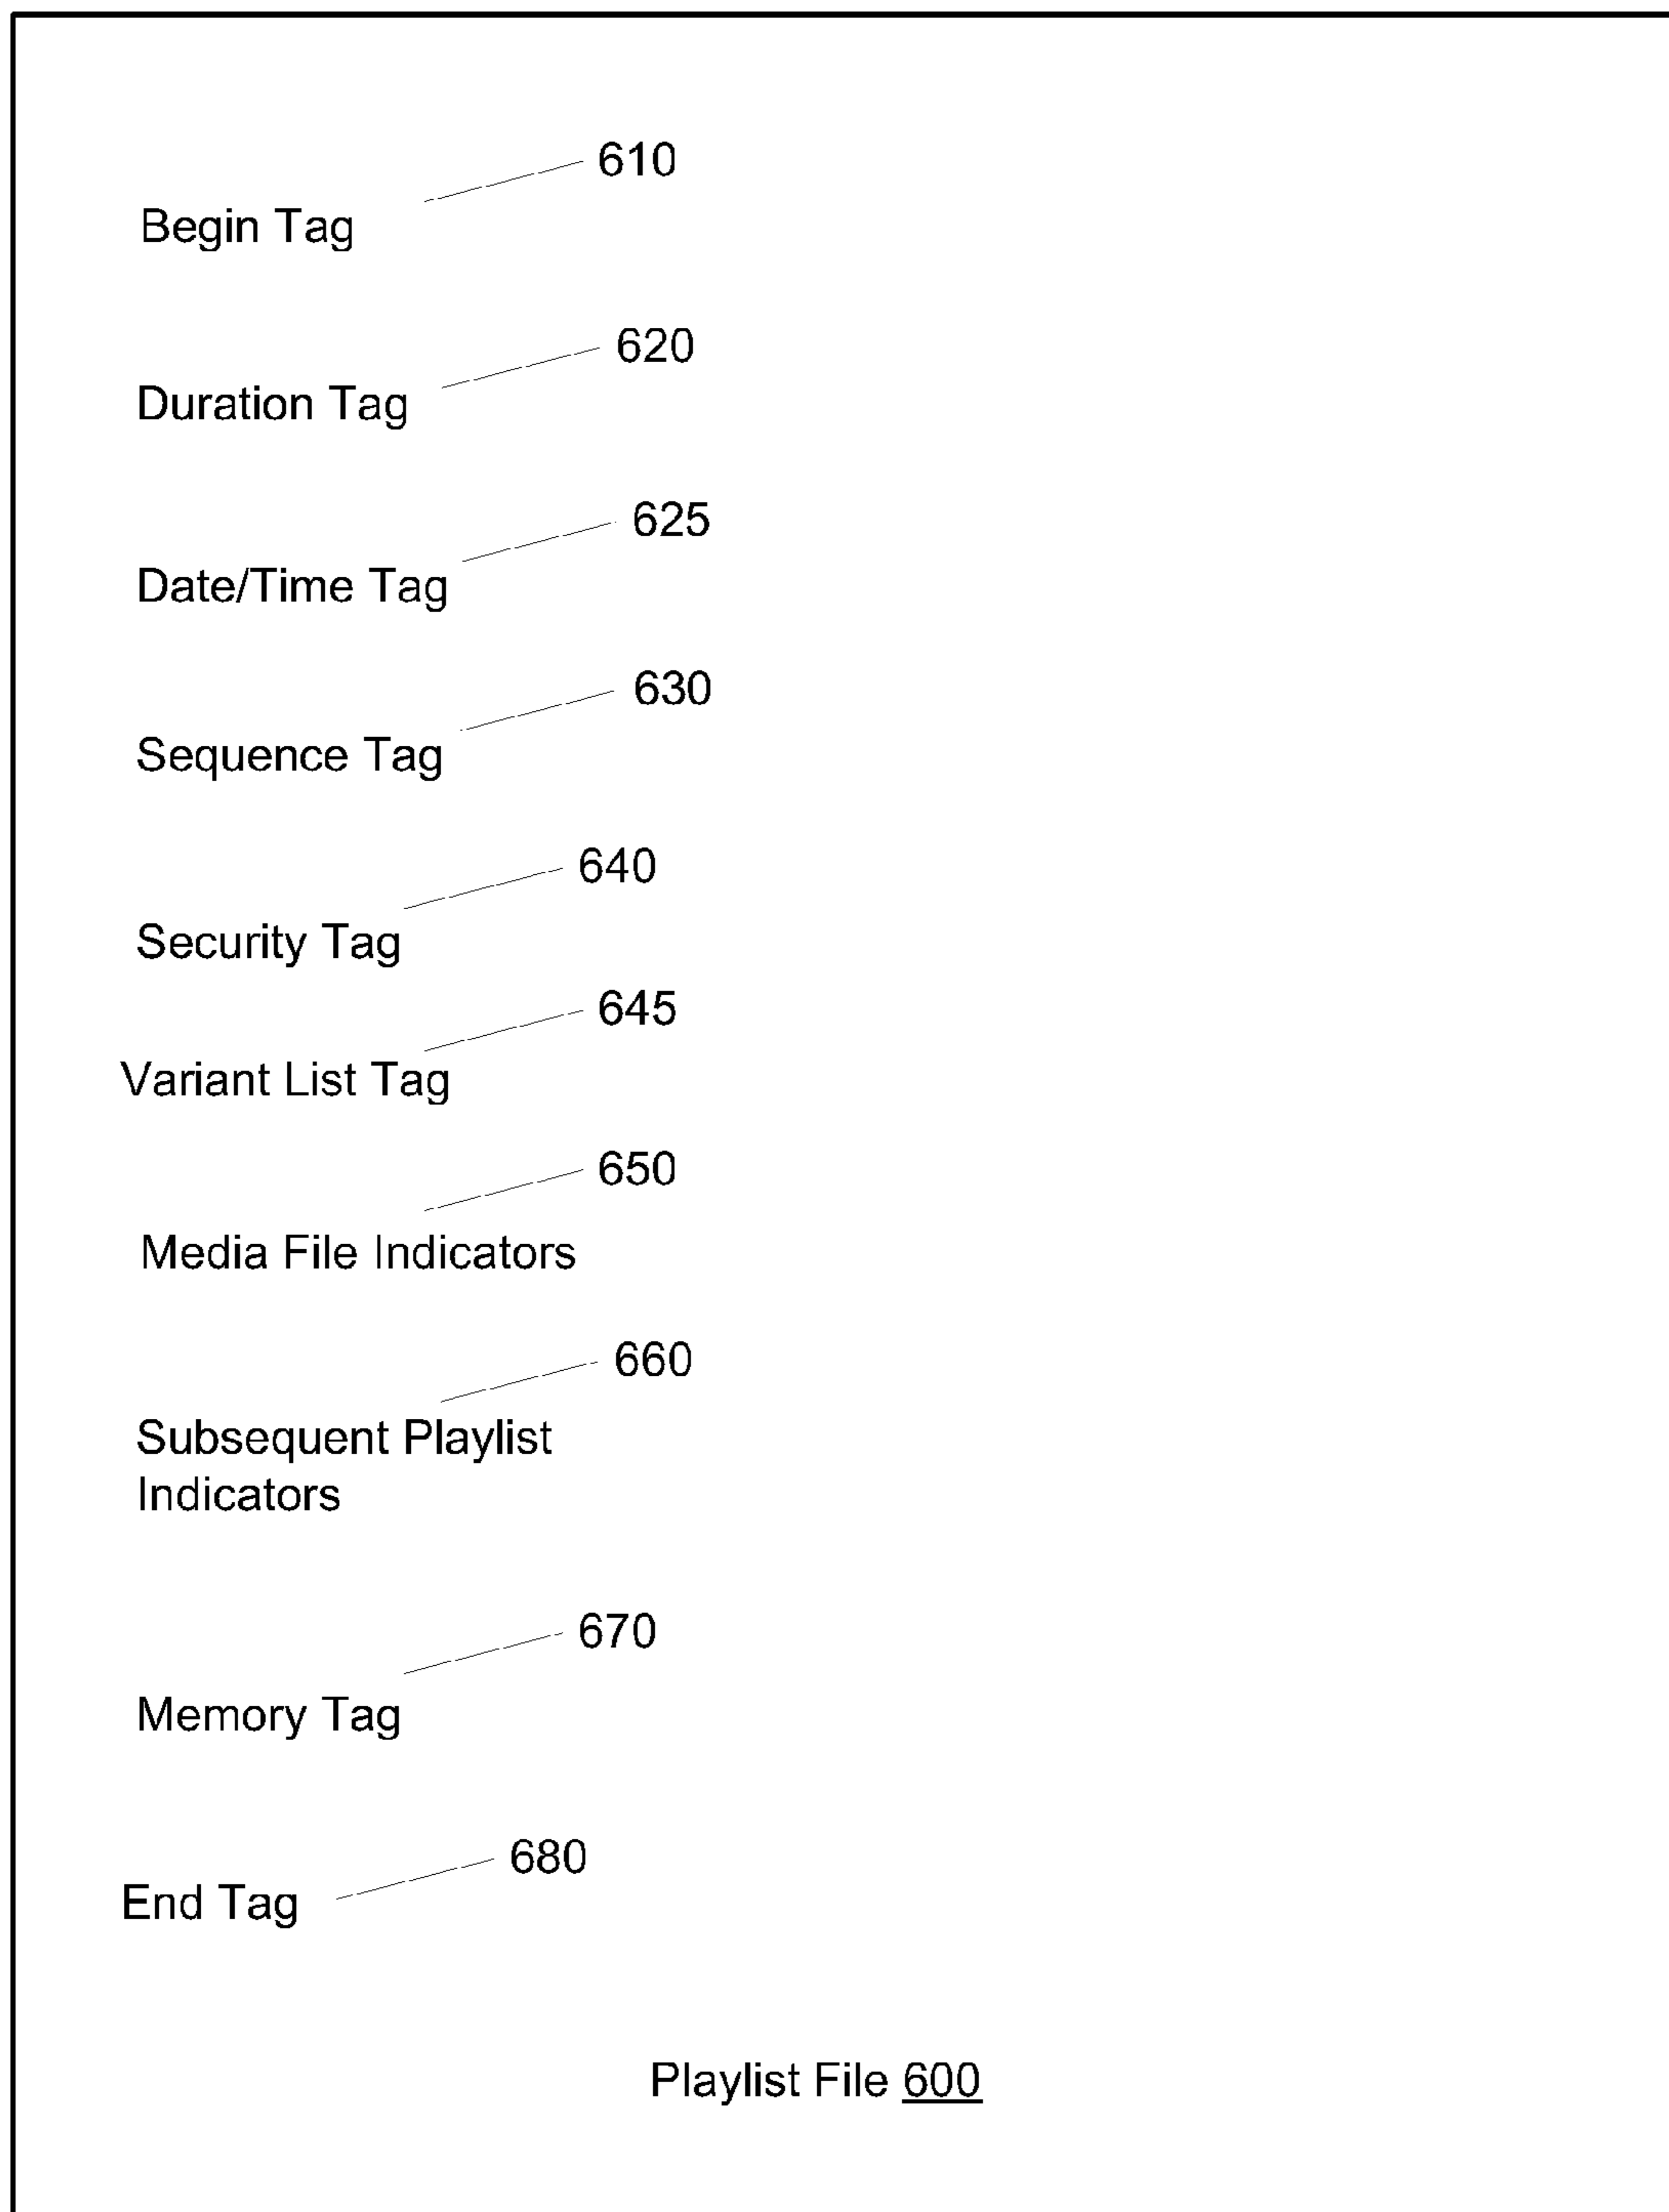 610
Begin Tag
620
Duration Tag
625
Date/Time Tag
630
Sequence Tag
640
Security Tag
645
Variant List Tag
650
Media File Indicators
660
Subsequent Playlist
Indicators
670
Memory Tag
680
End Tag
Playlist File 600